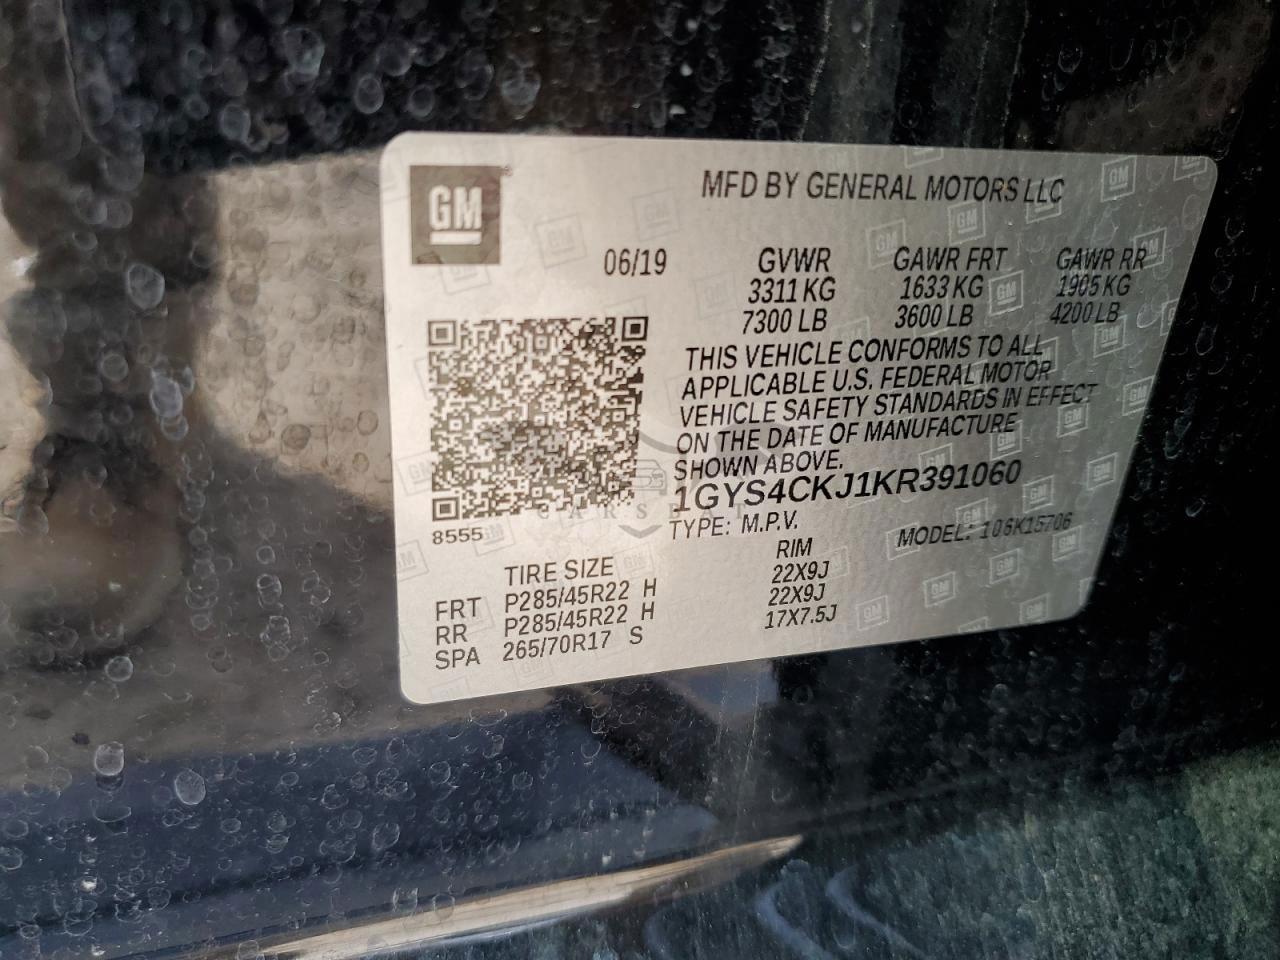 GM
MFD BY GENERAL MOTORS LLC
06/19 GVWR GAWR FRT GAWR RR
3311 KG 1633 KG 1905 KG
7300 LB 3600 LB 4200 LB
THIS VEHICLE CONFORMS TO ALL
APPLICABLE U.S. FEDERAL MOTOR
VEHICLE SAFETY STANDARDS IN EFFECT
ON THE DATE OF MANUFACTURE
SHOWN ABOVE.
1GYS4CKJ1KR391060
8555 TYPE: M.P.V. MODEL: 106K15706
TIRE SIZE RIM
FRT P285/45R22 H 22X9J
RR P285/45R22 H 22X9J
SPA 265/70R17 S 17X7.5J